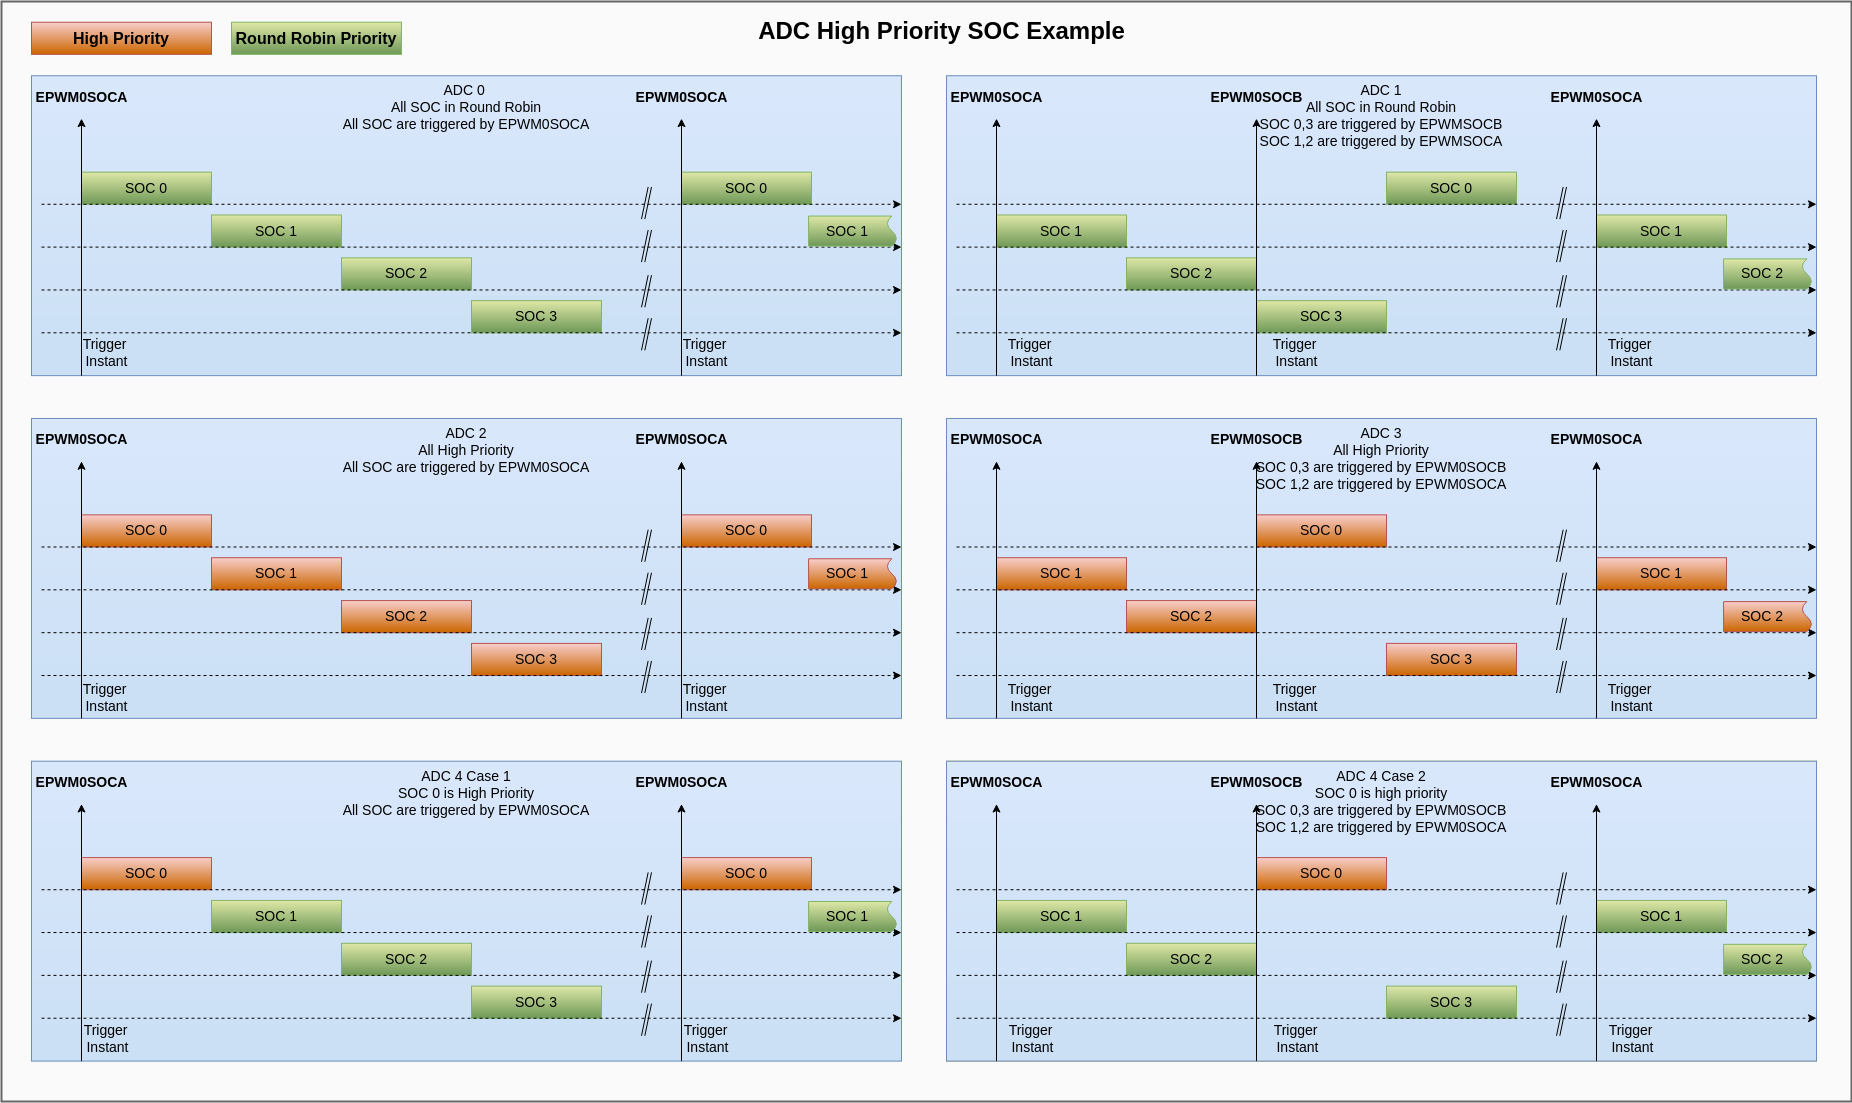 ADC High Priority SOC Example
High Priority
Round Robin Priority
EPWM0SOCA
ADC 0
All SOC in Round Robin
All SOC are triggered by EPWM0SOCA
EPWM0SOCA
SOC 0
SOC 0
SOC 1
SOC 1
SOC 2
SOC 3
Trigger
Instant
Trigger
Instant
EPWM0SOCA
EPWM0SOCB
ADC 1
All SOC in Round Robin
SOC 0,3 are triggered by EPWMSOCB
SOC 1,2 are triggered by EPWMSOCA
EPWM0SOCA
SOC 0
SOC 1
SOC 1
SOC 2
SOC 2
SOC 3
Trigger
Instant
Trigger
Instant
Trigger
Instant
EPWM0SOCA
ADC 2
All High Priority
All SOC are triggered by EPWM0SOCA
EPWM0SOCA
SOC 0
SOC 0
SOC 1
SOC 1
SOC 2
SOC 3
Trigger
Instant
Trigger
Instant
EPWM0SOCA
EPWM0SOCB
ADC 3
All High Priority
SOC 0,3 are triggered by EPWM0SOCB
SOC 1,2 are triggered by EPWM0SOCA
EPWM0SOCA
SOC 0
SOC 1
SOC 1
SOC 2
SOC 2
SOC 3
Trigger
Instant
Trigger
Instant
Trigger
Instant
EPWM0SOCA
ADC 4 Case 1
SOC 0 is High Priority
All SOC are triggered by EPWM0SOCA
EPWM0SOCA
SOC 0
SOC 0
SOC 1
SOC 1
SOC 2
SOC 3
Trigger
Instant
Trigger
Instant
EPWM0SOCA
EPWM0SOCB
ADC 4 Case 2
SOC 0 is high priority
SOC 0,3 are triggered by EPWM0SOCB
SOC 1,2 are triggered by EPWM0SOCA
EPWM0SOCA
SOC 0
SOC 1
SOC 1
SOC 2
SOC 2
SOC 3
Trigger
Instant
Trigger
Instant
Trigger
Instant